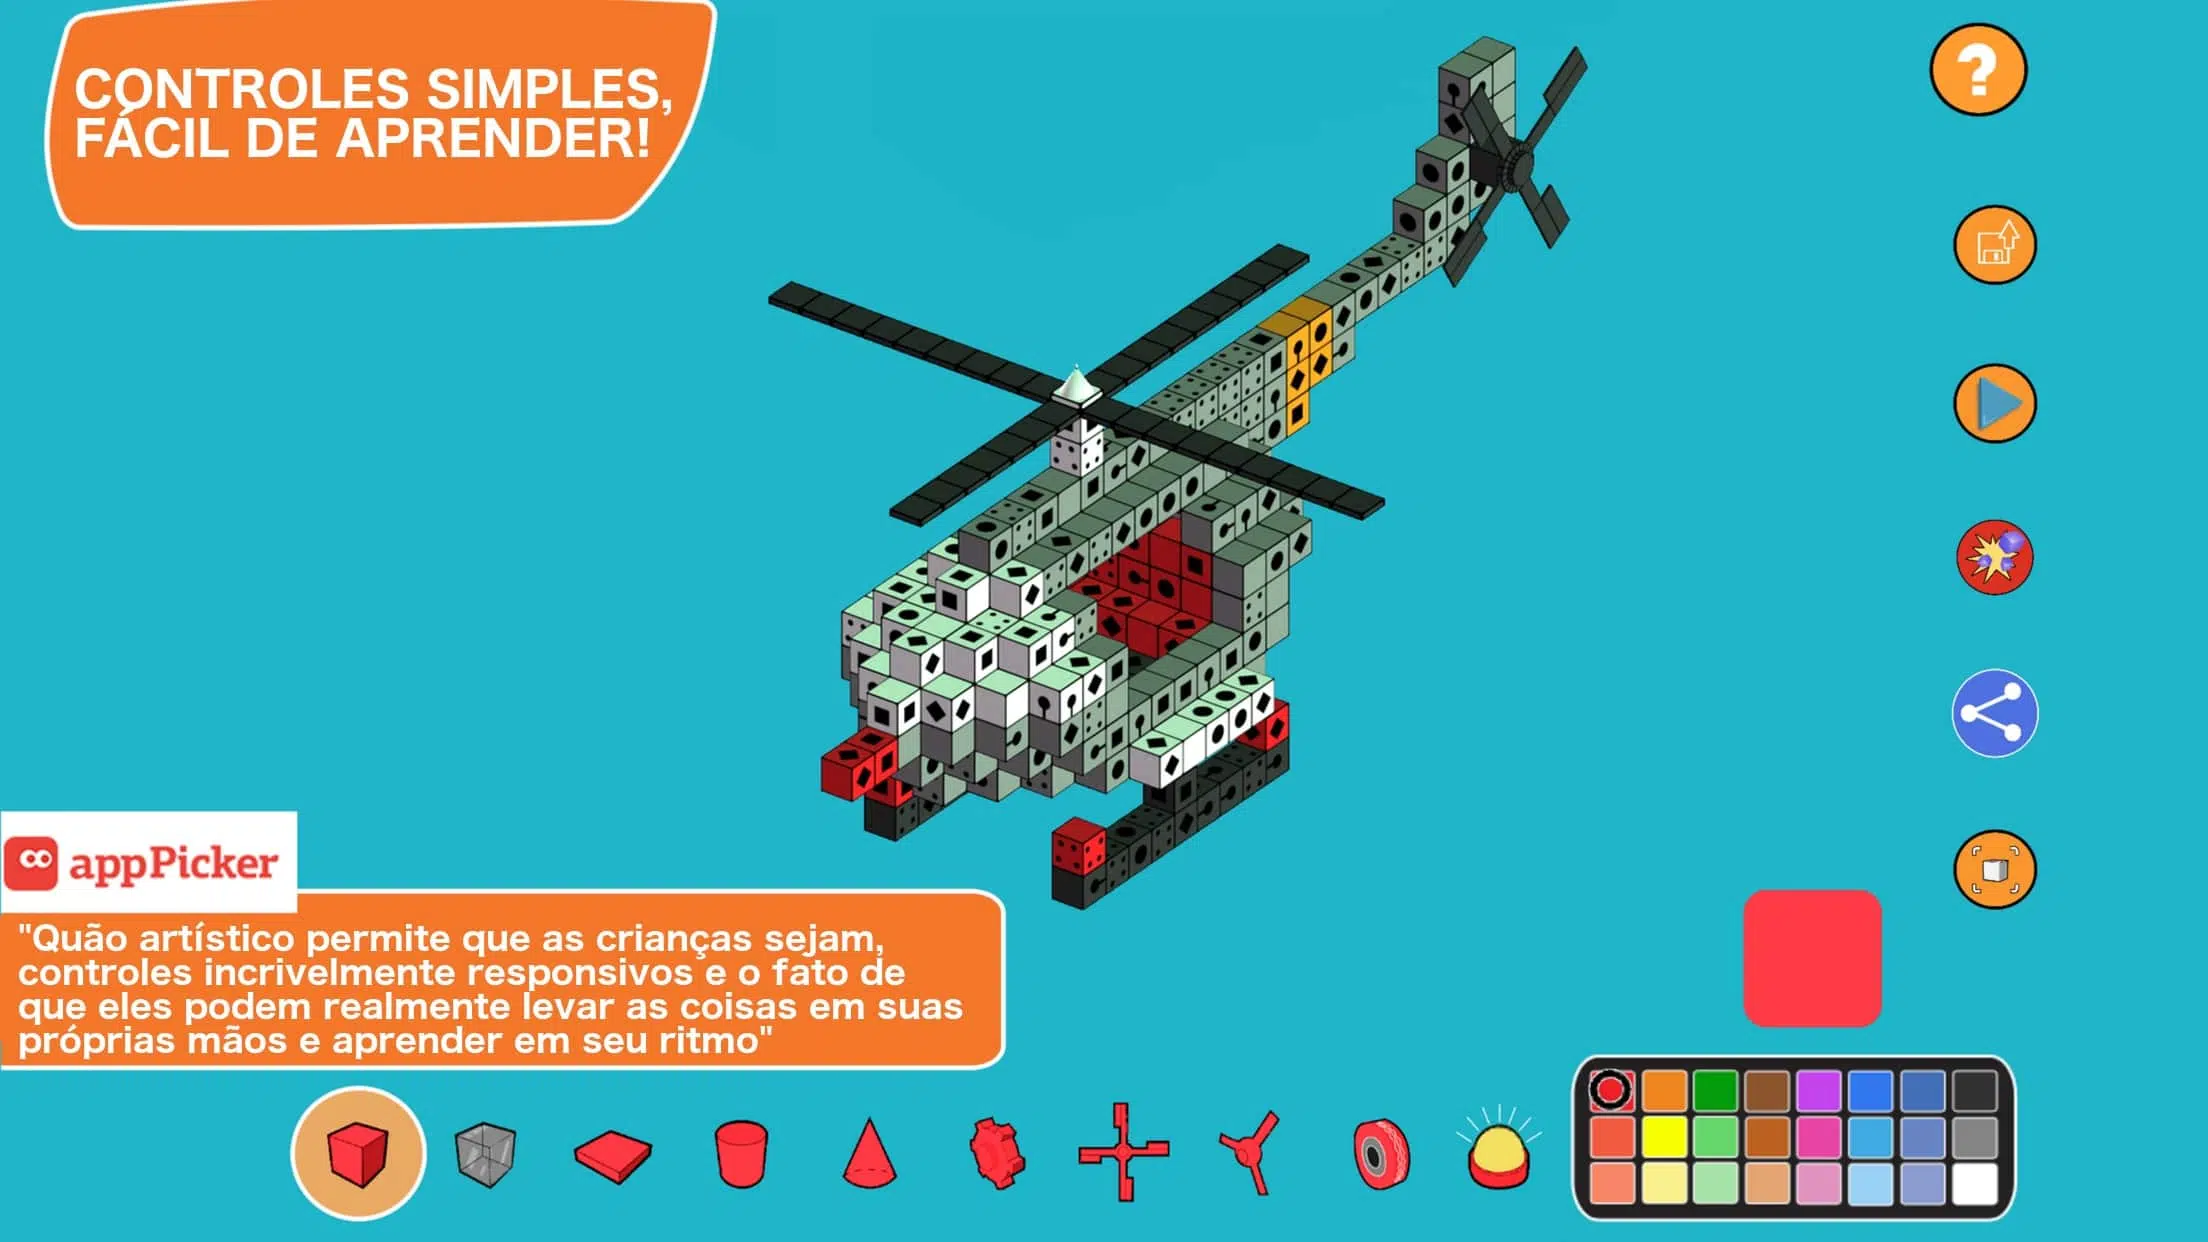 CONTROLES SIMPLES,
FÁCIL DE APRENDER!
?
appPicker
"Quão artístico permite que as crianças sejam,
controles incrivelmente responsivos e o fato de
que eles podem realmente levar as coisas em suas
próprias mãos e aprender em seu ritmo"